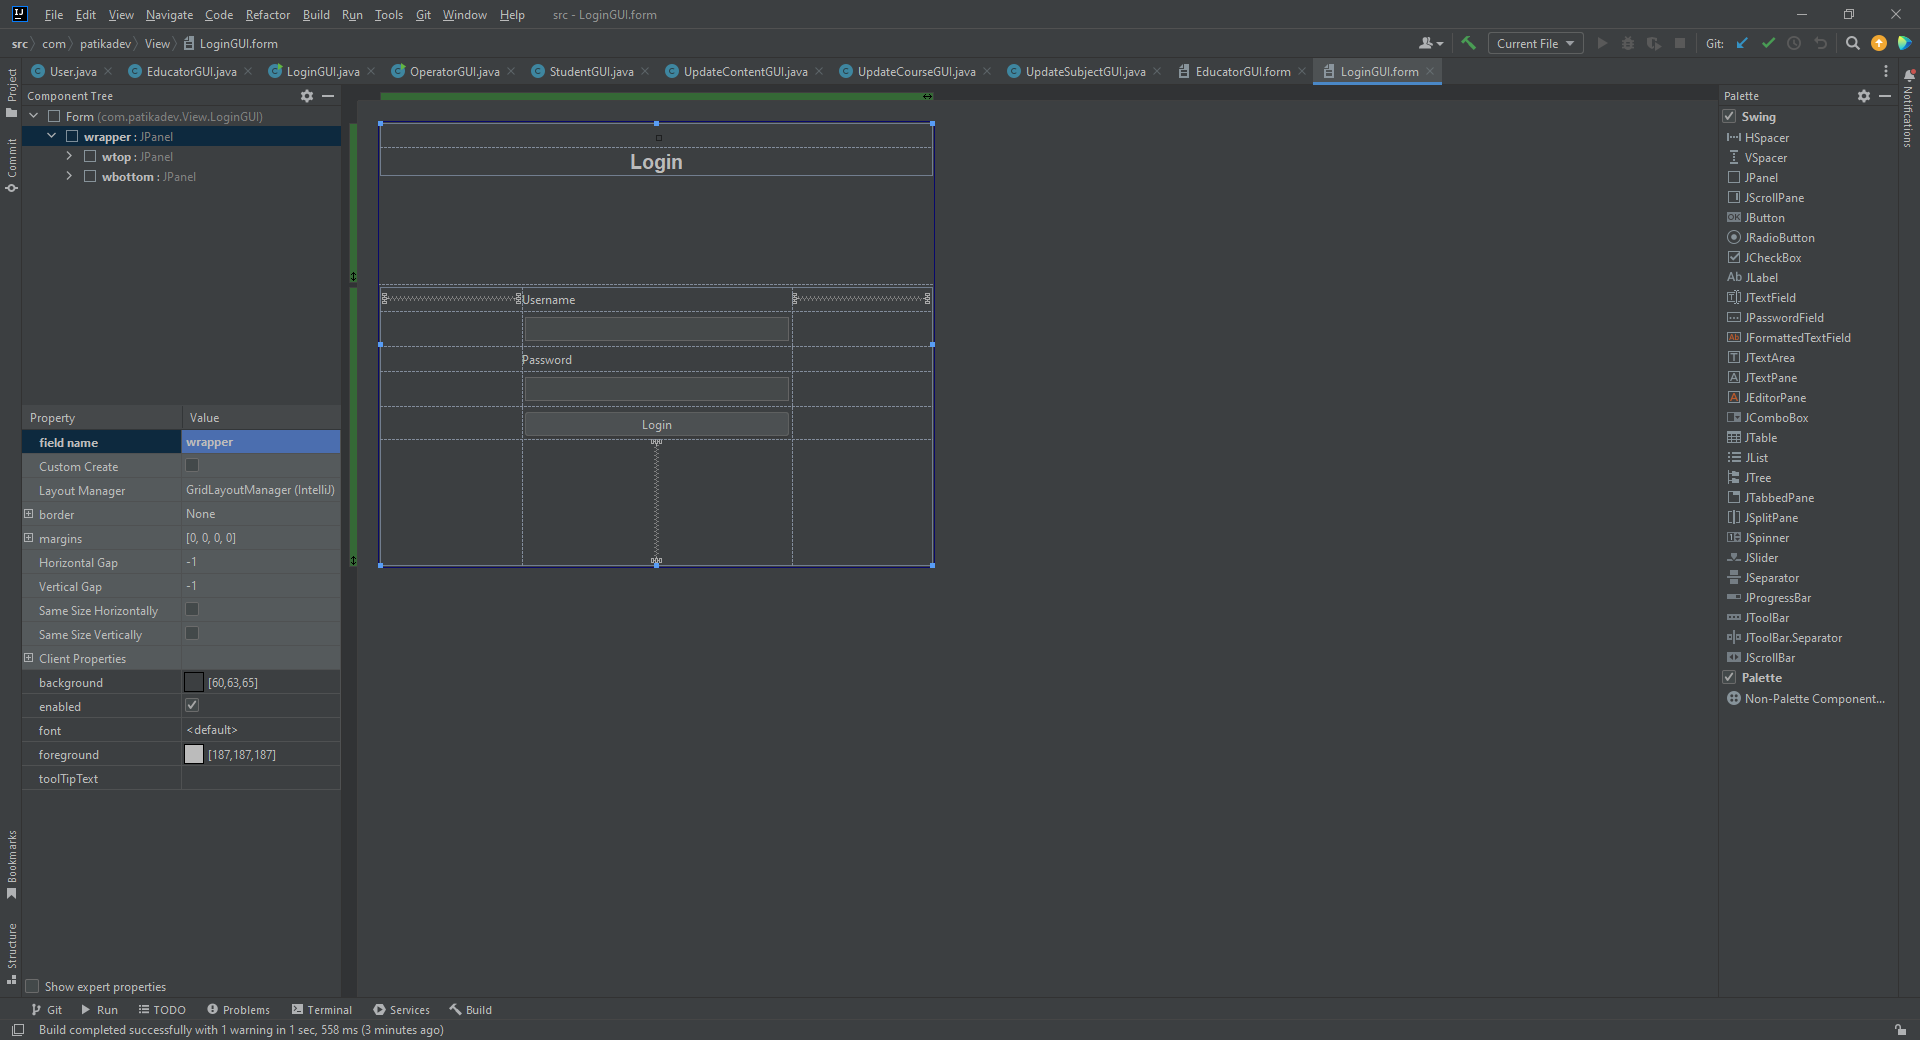 File Edit View Navigate Code Refactor Build Run Tools Git Window Help src - LoginGUI.form
src com patikadev View LoginGUI.form Current File Git:
User.java EducatorGUI.java LoginGUI.java OperatorGUI.java StudentGUI.java UpdateContentGUI.java UpdateCourseGUI.java UpdateSubjectGUI.java EducatorGUI.form LoginGUI.form
Project
Commit
Bookmarks
Structure
Component Tree
Form (com.patikadev.View.LoginGUI)
wrapper : JPanel
wtop : JPanel
wbottom : JPanel
Property Value
field name wrapper
Custom Create
Layout Manager GridLayoutManager (IntelliJ)
border None
margins [0, 0, 0, 0]
Horizontal Gap -1
Vertical Gap -1
Same Size Horizontally
Same Size Vertically
Client Properties
background [60,63,65]
enabled
font <default>
foreground [187,187,187]
toolTipText
Show expert properties
Login
Username
Password
Login
Palette
Swing
HSpacer
VSpacer
JPanel
JScrollPane
JButton
JRadioButton
JCheckBox
JLabel
JTextField
JPasswordField
JFormattedTextField
JTextArea
JTextPane
JEditorPane
JComboBox
JTable
JList
JTree
JTabbedPane
JSplitPane
JSpinner
JSlider
JSeparator
JProgressBar
JToolBar
JToolBar.Separator
JScrollBar
Palette
Non-Palette Component...
Notifications
Git Run TODO Problems Terminal Services Build
Build completed successfully with 1 warning in 1 sec, 558 ms (3 minutes ago)